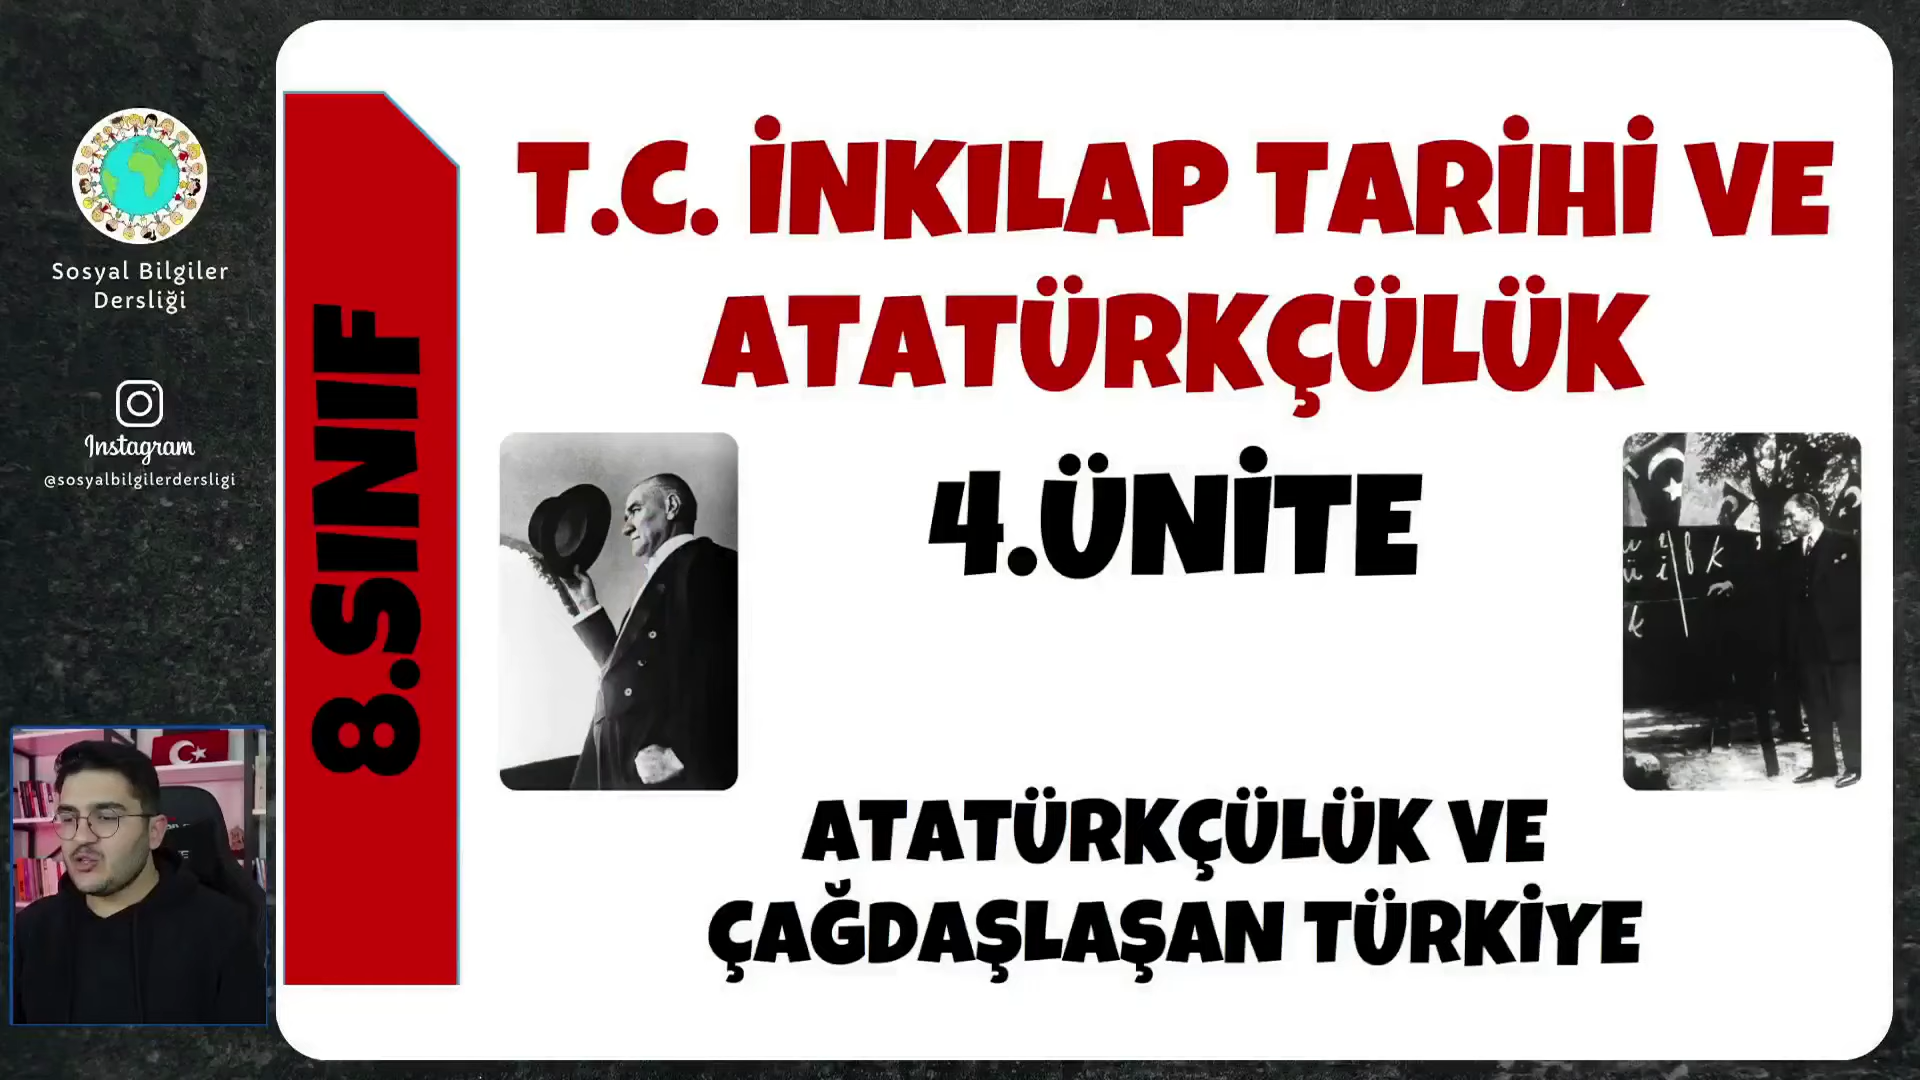 Sosyal Bilgiler
Dersliği
Instagram
@sosyalbilgilerdersligi
8.SINIF
T.C. İNKILAP TARİHİ VE
ATATÜRKÇÜLÜK
4.ÜNİTE
ATATÜRKÇÜLÜK VE
ÇAĞDAŞLAŞAN TÜRKİYE